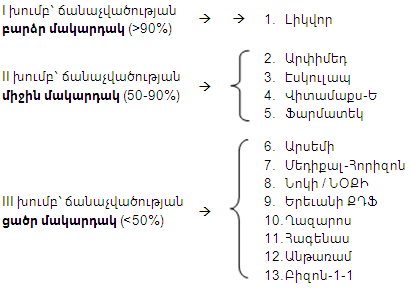 I խումբ՝ ճանաչվածության
բարձր մակարդակ (>90%) → → 1. Լիկվոր
II խումբ՝ ճանաչվածության
միջին մակարդակ (50-90%) →
2. Արփիմեդ
3. Էսկուլապ
4. Վիտամաքս-Ե
5. Ֆարմատեկ
III խումբ՝ ճանաչվածության
ցածր մակարդակ (<50%) →
6. Արսեմի
7. Մեդիքալ-Հորիզոն
8. Նոկի / ՆՕՔԻ
9. Երեւանի ՔԴՖ
10. Ղազարոս
11. Հագենաս
12. Անթառամ
13. Բիզոն-1-1